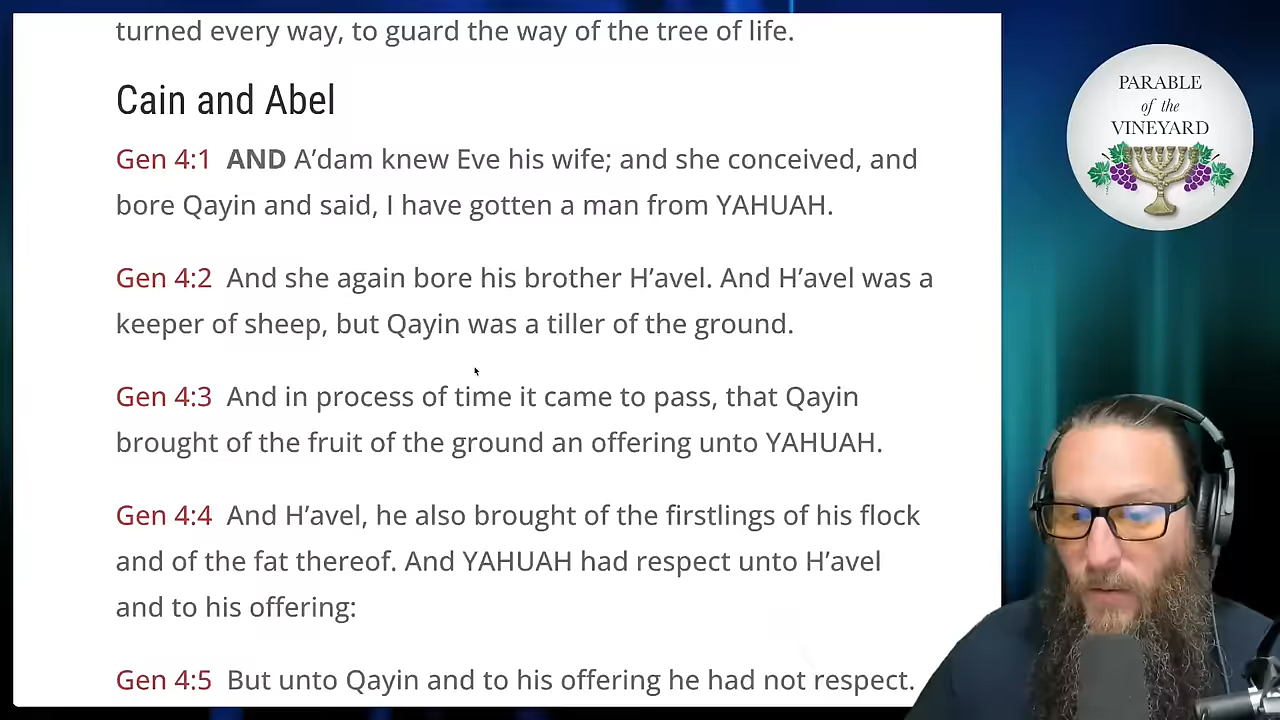 turned every way, to guard the way of the tree of life.
Cain and Abel
Gen 4:1 AND A’dam knew Eve his wife; and she conceived, and
bore Qayin and said, I have gotten a man from YAHUAH.
Gen 4:2 And she again bore his brother H’avel. And H’avel was a
keeper of sheep, but Qayin was a tiller of the ground.
Gen 4:3 And in process of time it came to pass, that Qayin
brought of the fruit of the ground an offering unto YAHUAH.
Gen 4:4 And H’avel, he also brought of the firstlings of his flock
and of the fat thereof. And YAHUAH had respect unto H’avel
and to his offering:
Gen 4:5 But unto Qayin and to his offering he had not respect.
PARABLE
of the
VINEYARD